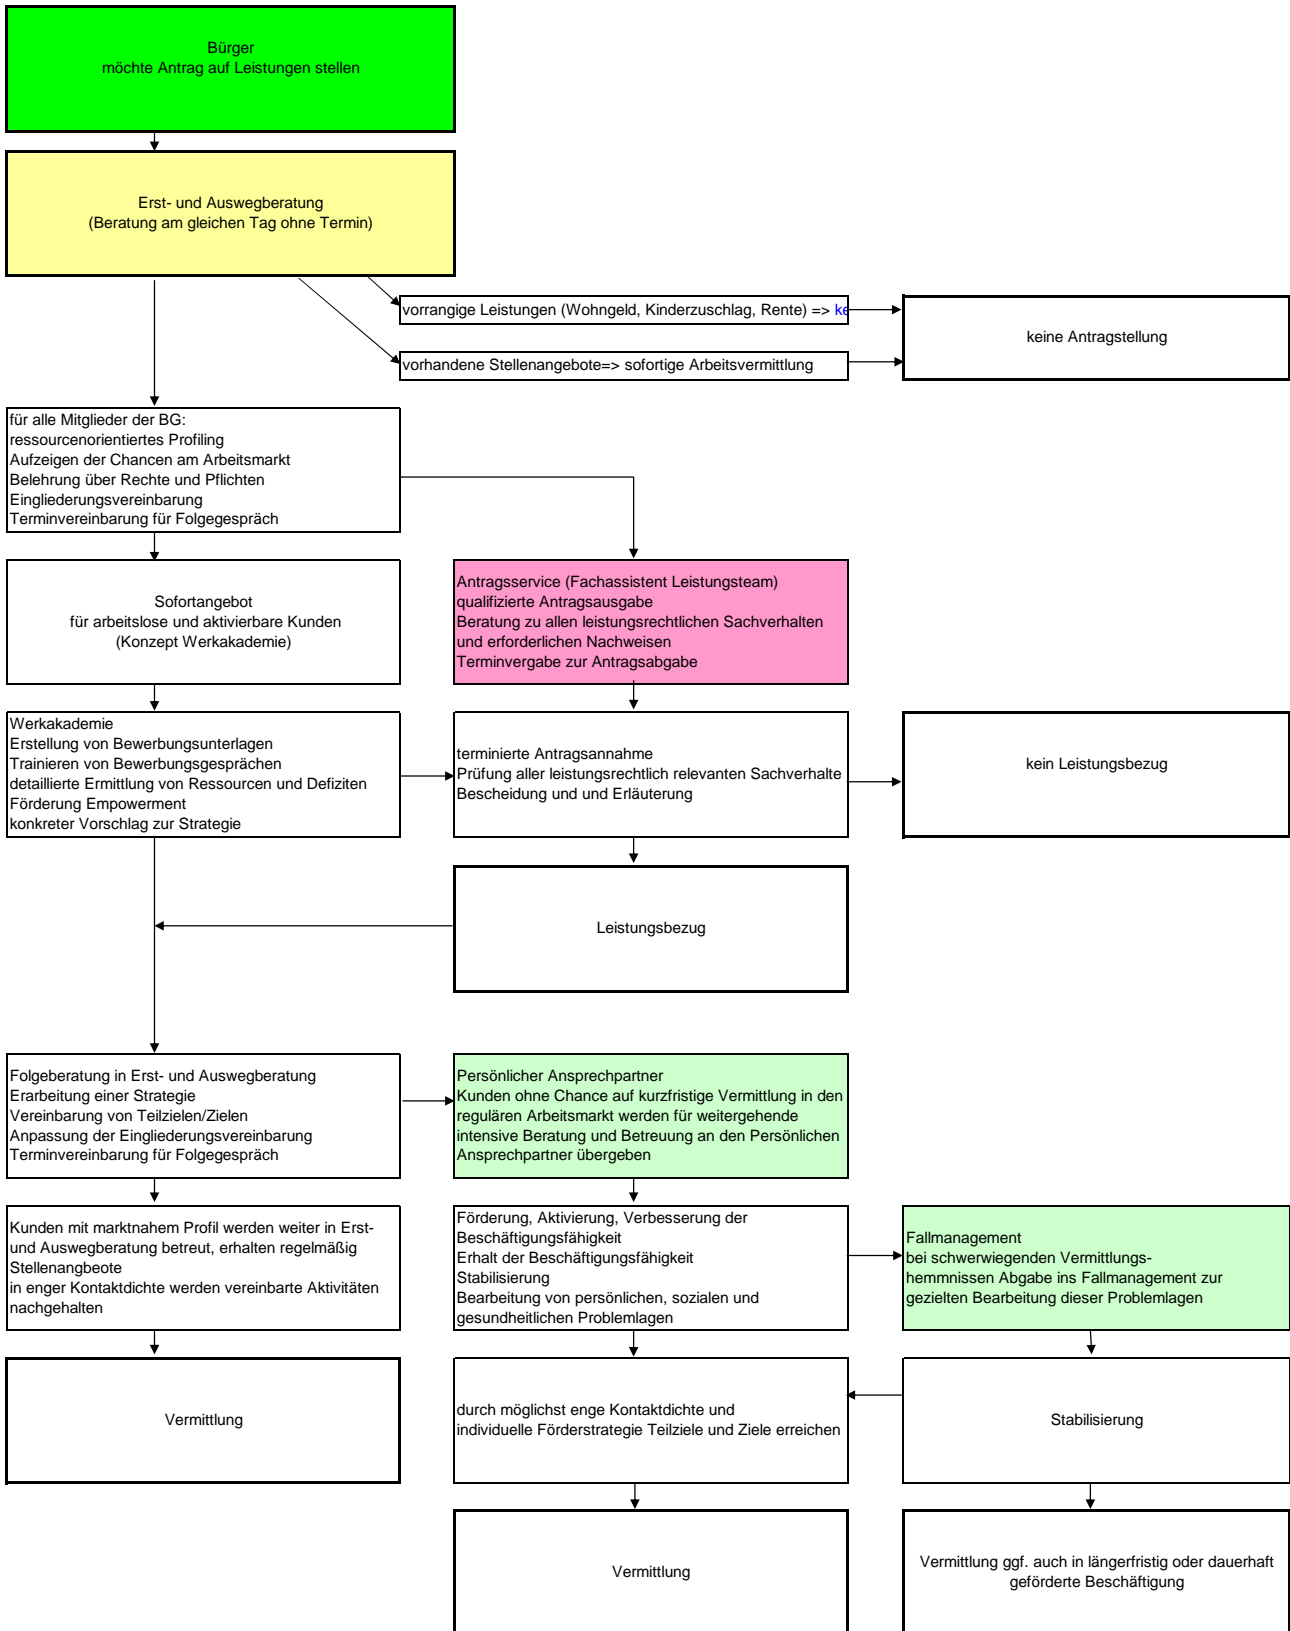 Bürger
möchte Antrag auf Leistungen stellen
Erst- und Auswegberatung
(Beratung am gleichen Tag ohne Termin)
vorrangige Leistungen (Wohngeld, Kinderzuschlag, Rente) => ke
keine Antragstellung
vorhandene Stellenangebote=> sofortige Arbeitsvermittlung
für alle Mitglieder der BG:
ressourcenorientiertes Profiling
Aufzeigen der Chancen am Arbeitsmarkt
Belehrung über Rechte und Pflichten
Eingliederungsvereinbarung
Terminvereinbarung für Folgegespräch
Sofortangebot
für arbeitslose und aktivierbare Kunden
(Konzept Werkakademie)
Antragsservice (Fachassistent Leistungsteam)
qualifizierte Antragsausgabe
Beratung zu allen leistungsrechtlichen Sachverhalten
und erforderlichen Nachweisen
Terminvergabe zur Antragsabgabe
Werkakademie
Erstellung von Bewerbungsunterlagen
Trainieren von Bewerbungsgesprächen
detaillierte Ermittlung von Ressourcen und Defiziten
Förderung Empowerment
konkreter Vorschlag zur Strategie
terminierte Antragsannahme
Prüfung aller leistungsrechtlich relevanten Sachverhalte
Bescheidung und und Erläuterung
kein Leistungsbezug
Leistungsbezug
Folgeberatung in Erst- und Auswegberatung
Erarbeitung einer Strategie
Vereinbarung von Teilzielen/Zielen
Anpassung der Eingliederungsvereinbarung
Terminvereinbarung für Folgegespräch
Persönlicher Ansprechpartner
Kunden ohne Chance auf kurzfristige Vermittlung in den
regulären Arbeitsmarkt werden für weitergehende
intensive Beratung und Betreuung an den Persönlichen
Ansprechpartner übergeben
Kunden mit marktnahem Profil werden weiter in Erst-
und Auswegberatung betreut, erhalten regelmäßig
Stellenangbeote
in enger Kontaktdichte werden vereinbarte Aktivitäten
nachgehalten
Förderung, Aktivierung, Verbesserung der
Beschäftigungsfähigkeit
Erhalt der Beschäftigungsfähigkeit
Stabilisierung
Bearbeitung von persönlichen, sozialen und
gesundheitlichen Problemlagen
Fallmanagement
bei schwerwiegenden Vermittlungs-
hemmnissen Abgabe ins Fallmanagement zur
gezielten Bearbeitung dieser Problemlagen
Vermittlung
durch möglichst enge Kontaktdichte und
individuelle Förderstrategie Teilziele und Ziele erreichen
Stabilisierung
Vermittlung
Vermittlung ggf. auch in längerfristig oder dauerhaft
geförderte Beschäftigung